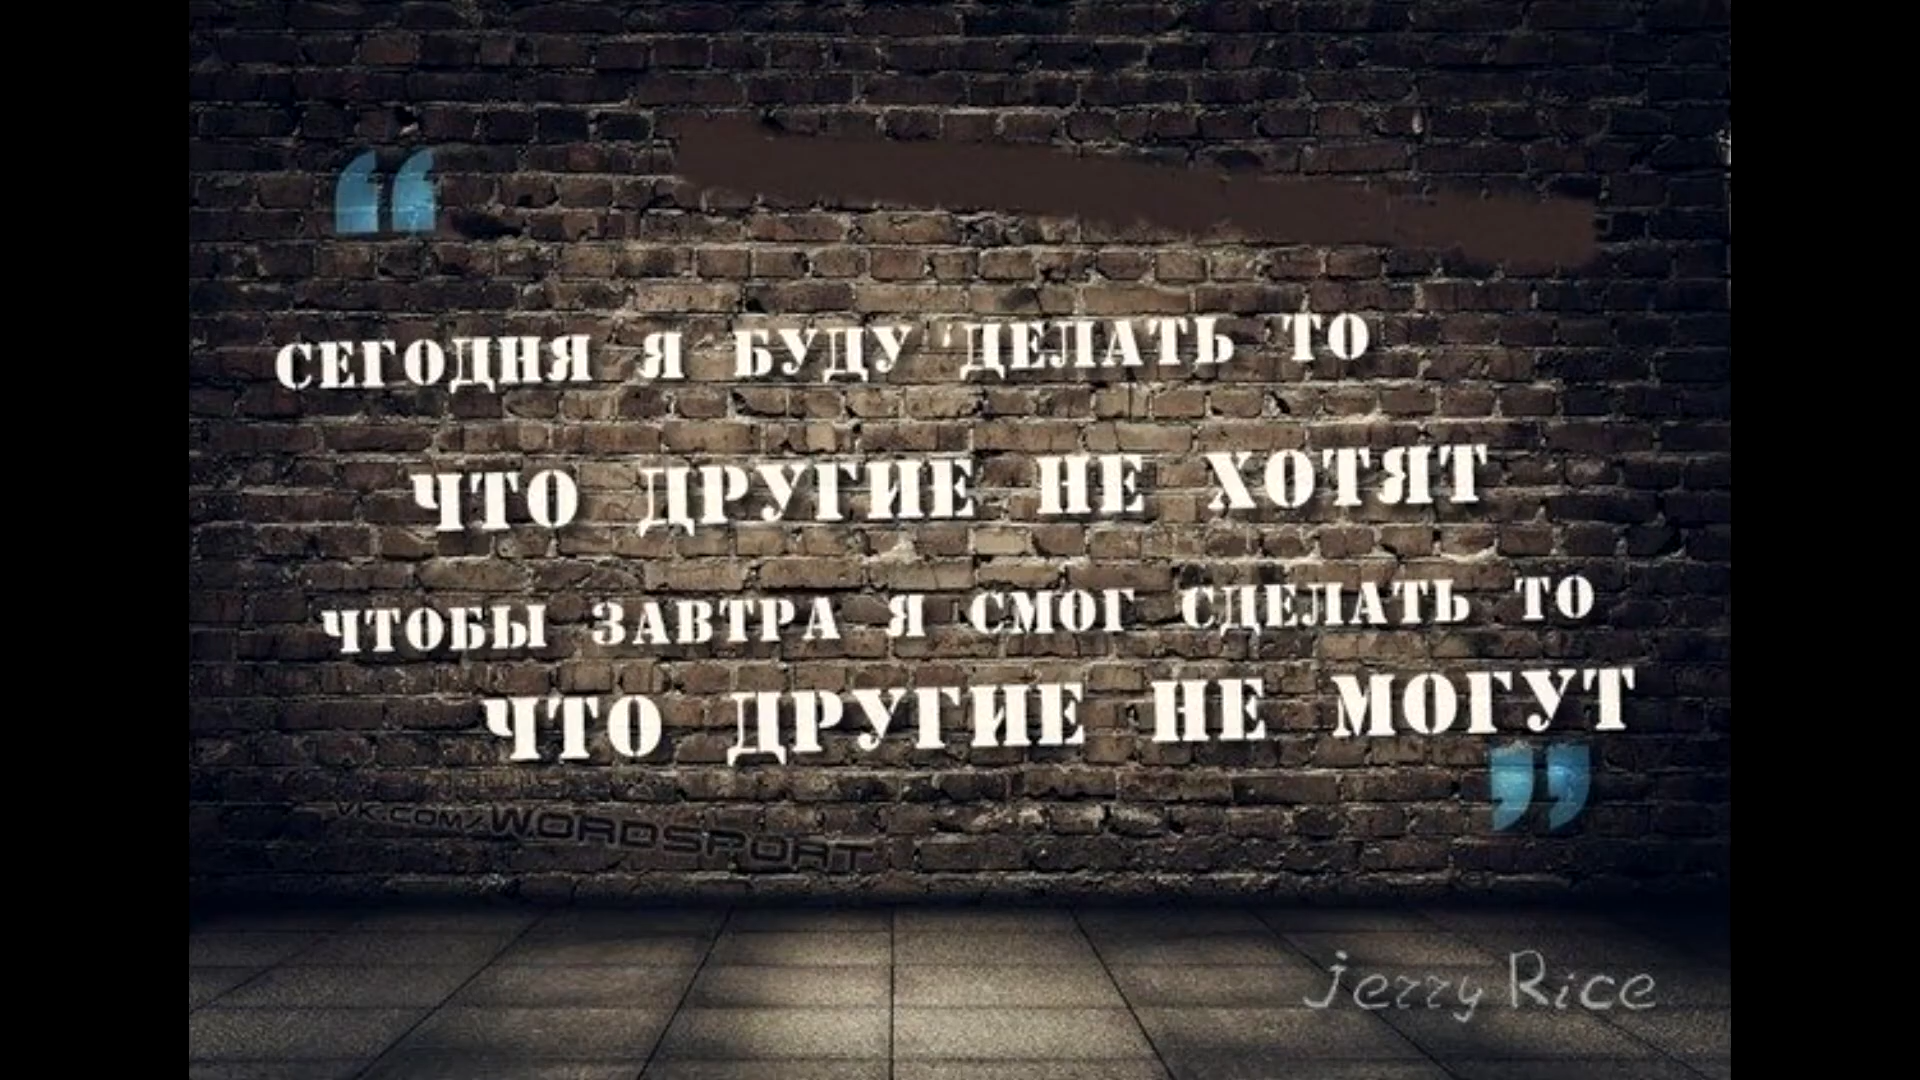 “
СЕГОДНЯ Я БУДУ ДЕЛАТЬ ТО
ЧТО ДРУГИЕ НЕ ХОТЯТ
ЧТОБЫ ЗАВТРА Я СМОГ СДЕЛАТЬ ТО
ЧТО ДРУГИЕ НЕ МОГУТ
”
VK.COM/WORDSPORT
Jerry Rice